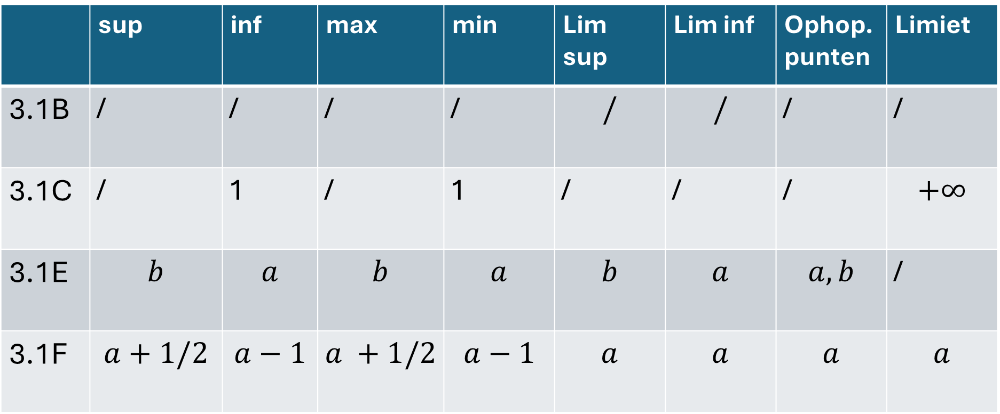 sup inf max min Lim sup Lim inf Ophop. punten Limiet
3.1B / / / / / / / /
3.1C / 1 / 1 / / / +∞
3.1E b a b a b a a, b /
3.1F a + 1/2 a − 1 a + 1/2 a − 1 a a a a